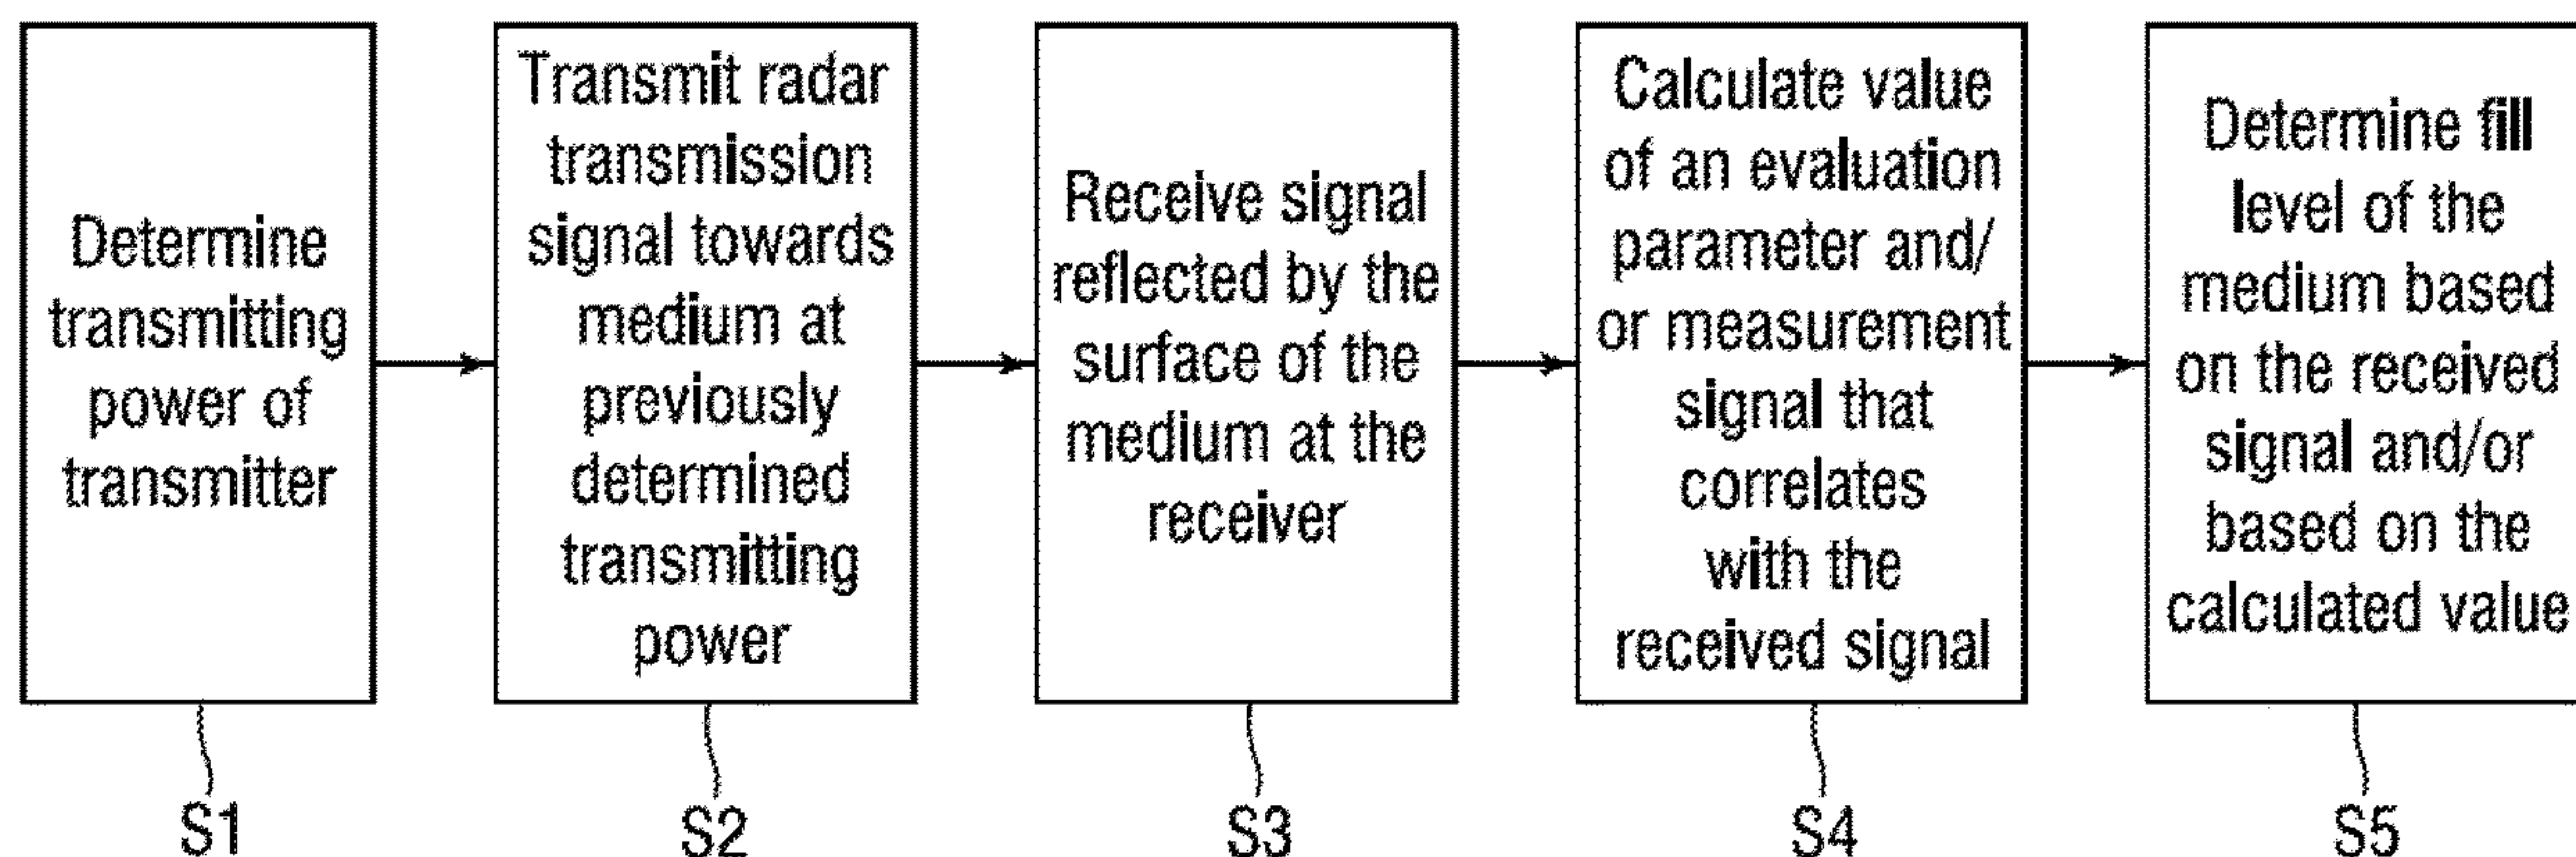 Determine
transmitting
power of
transmitter
Transmit radar
transmission
signal towards
medium at
previously
determined
transmitting
power
Receive signal
reflected by the
surface of the
medium at the
receiver
Calculate value
of an evaluation
parameter and/
or measurement
signal that
correlates
with the
received signal
Determine fill
level of the
medium based
on the received
signal and/or
based on the
calculated value
S1
S2
S3
S4
S5